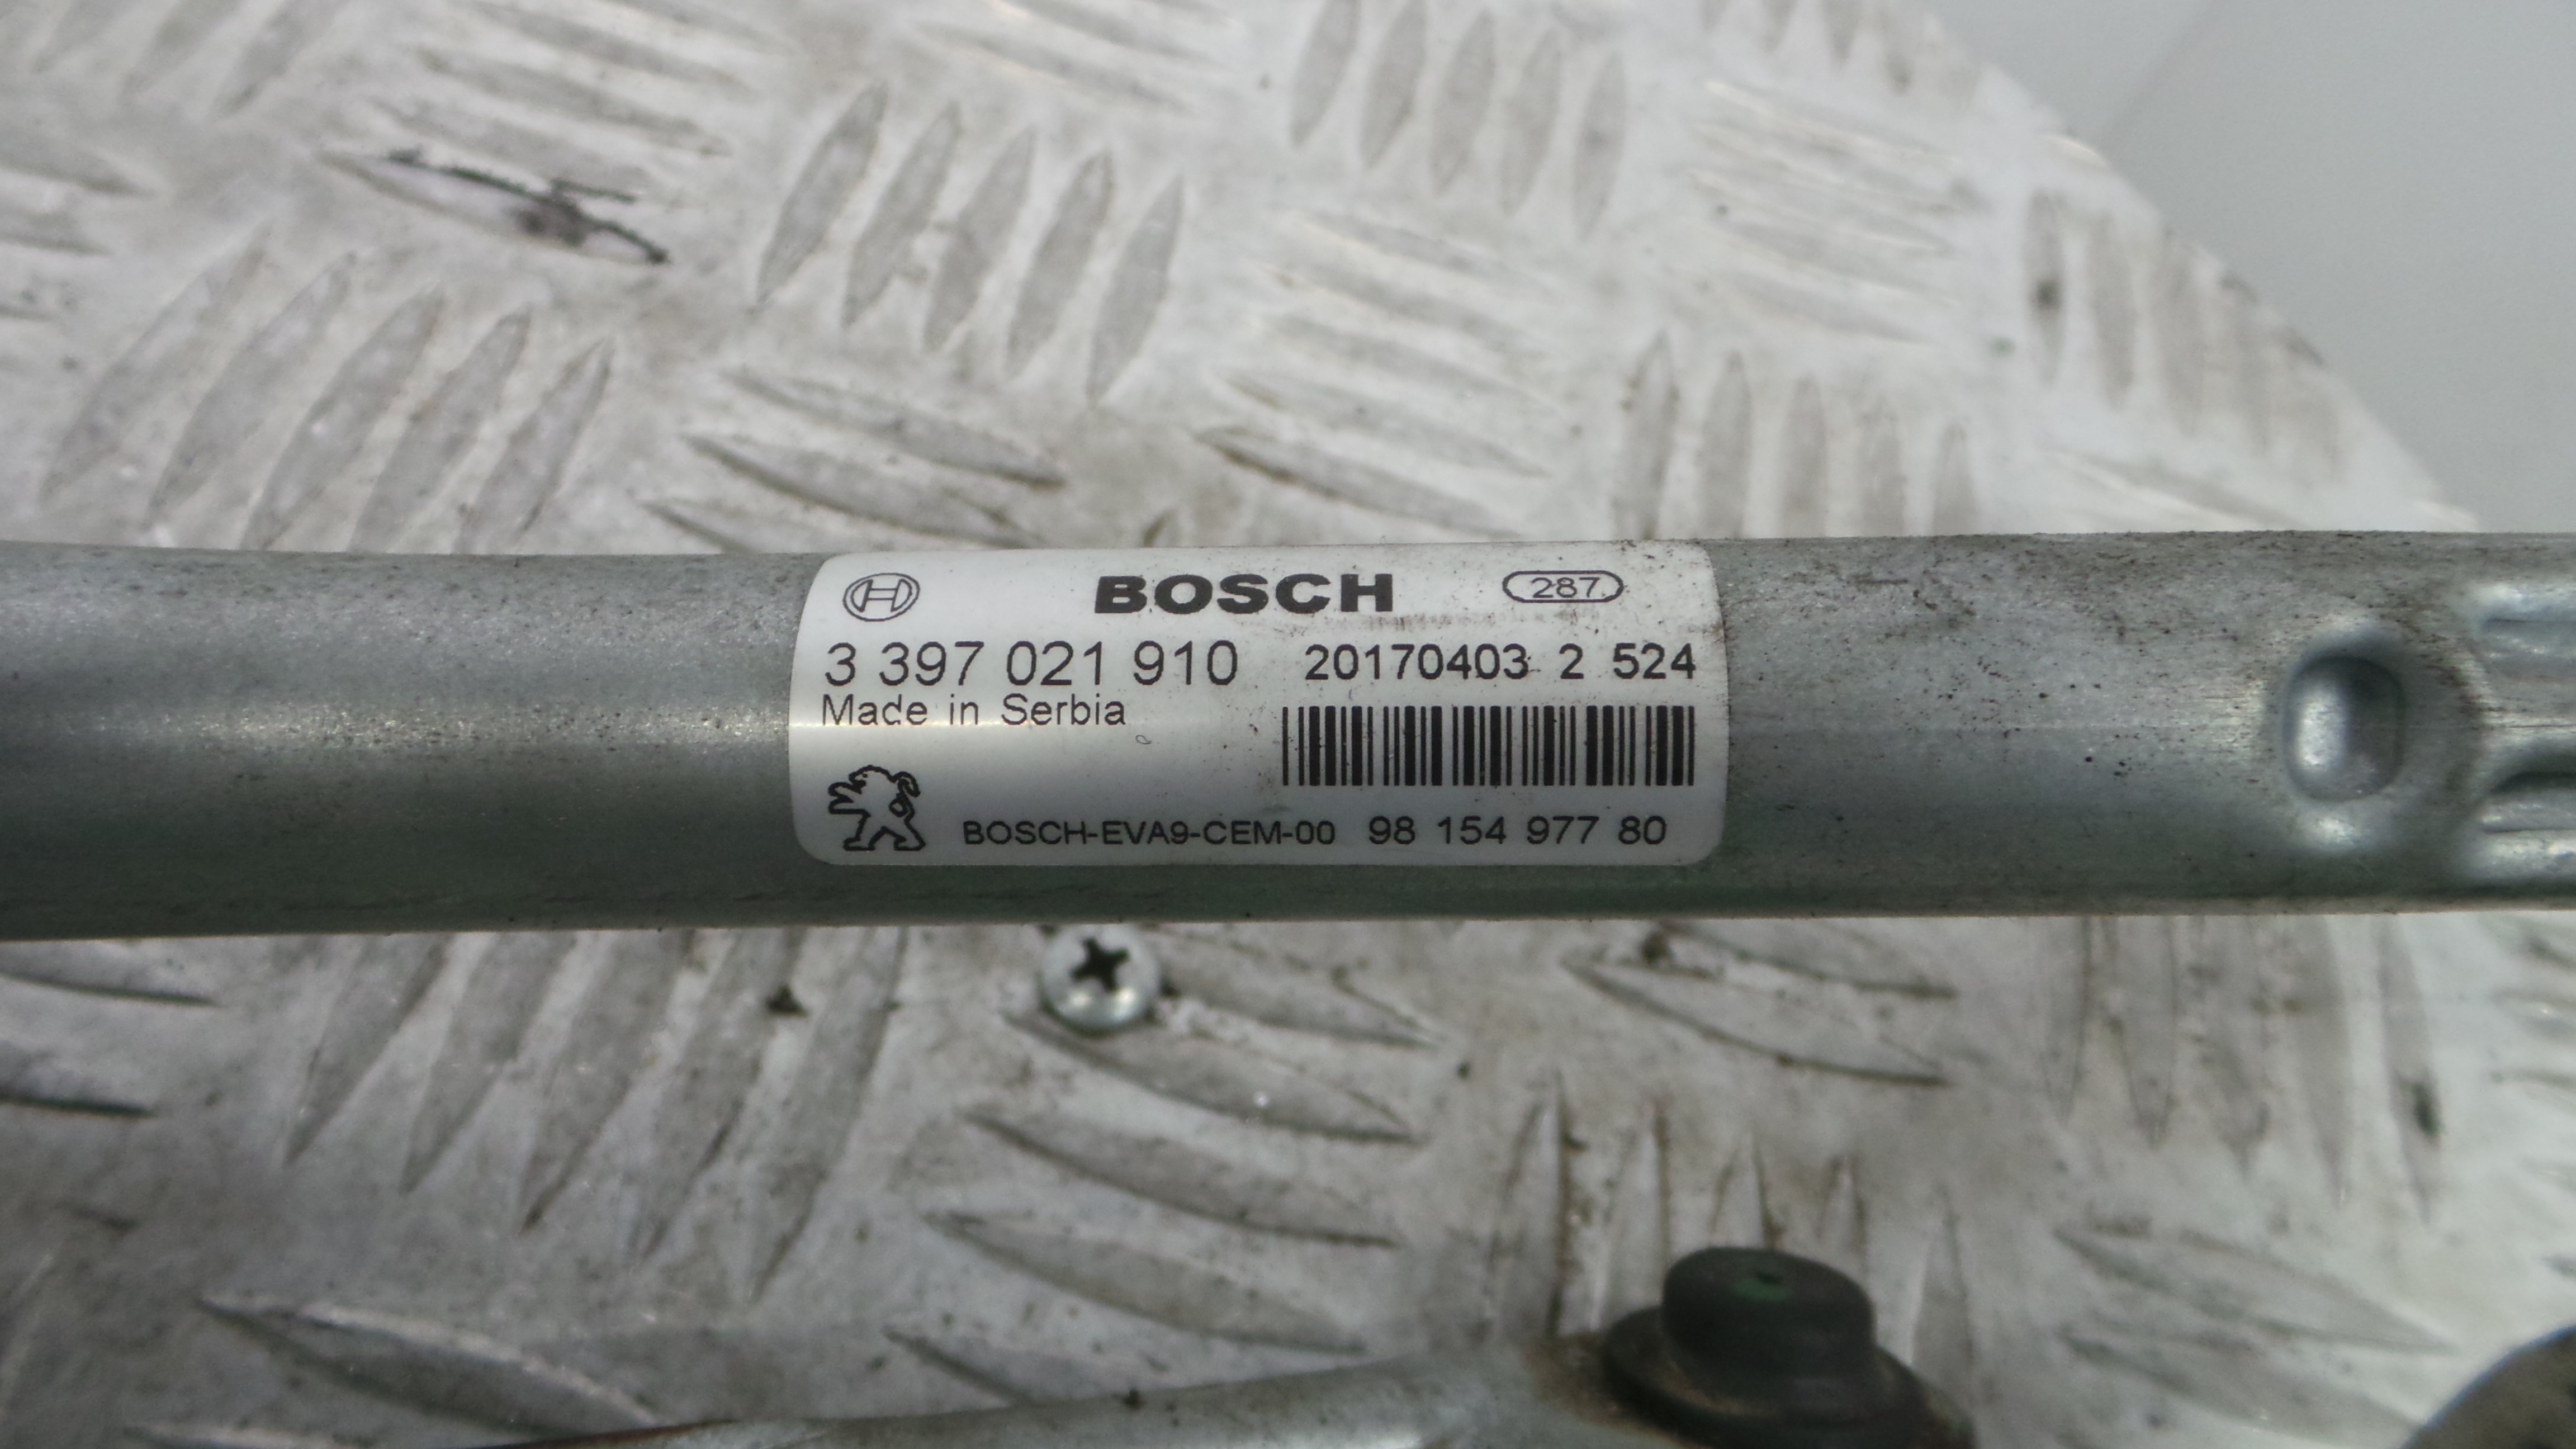 BOSCH 287
3 397 021 910 20170403 2 524
Made in Serbia
BOSCH-EVA9-CEM-00 98 154 977 80